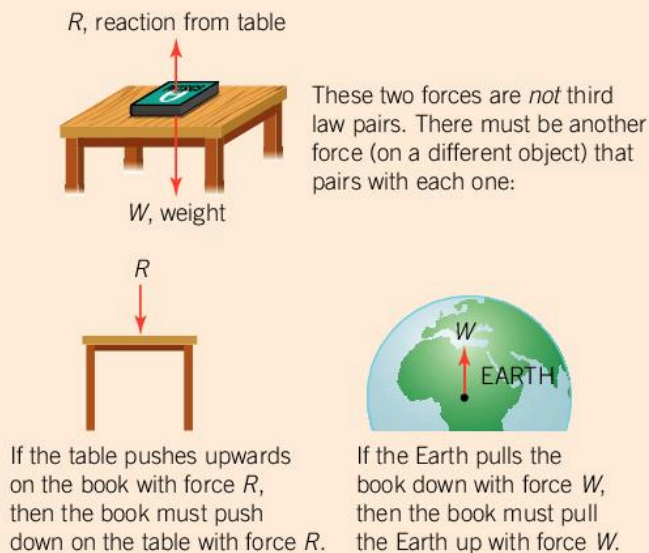 R, reaction from table
These two forces are not third
law pairs. There must be another
force (on a different object) that
pairs with each one:
W, weight
R
W
EARTH
If the table pushes upwards
on the book with force R,
then the book must push
down on the table with force R.
If the Earth pulls the
book down with force W,
then the book must pull
the Earth up with force W.